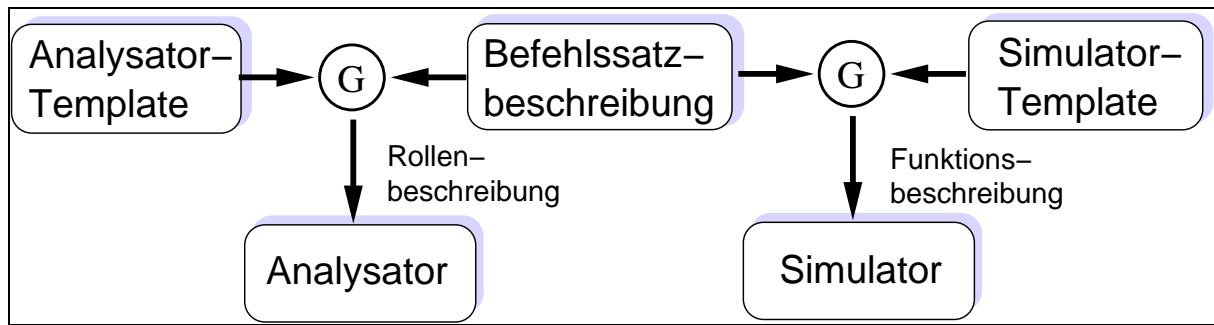 Analysator–
Template
G
Befehlssatz–
beschreibung
G
Simulator–
Template
Rollen–
beschreibung
Funktions–
beschreibung
Analysator
Simulator